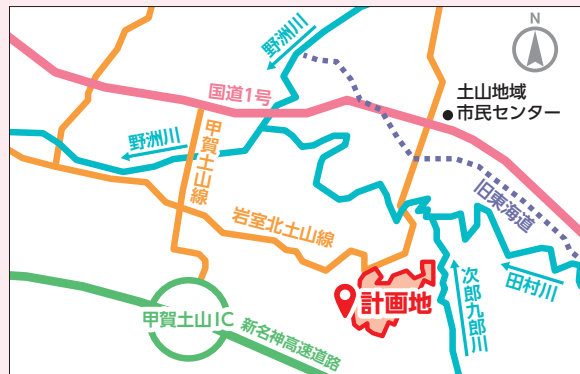 N
野洲川
国道1号
土山地域
市民センター
野洲川
甲賀土山線
旧東海道
岩室北土山線
次郎九郎川
田村川
計画地
甲賀土山IC
新名神高速道路